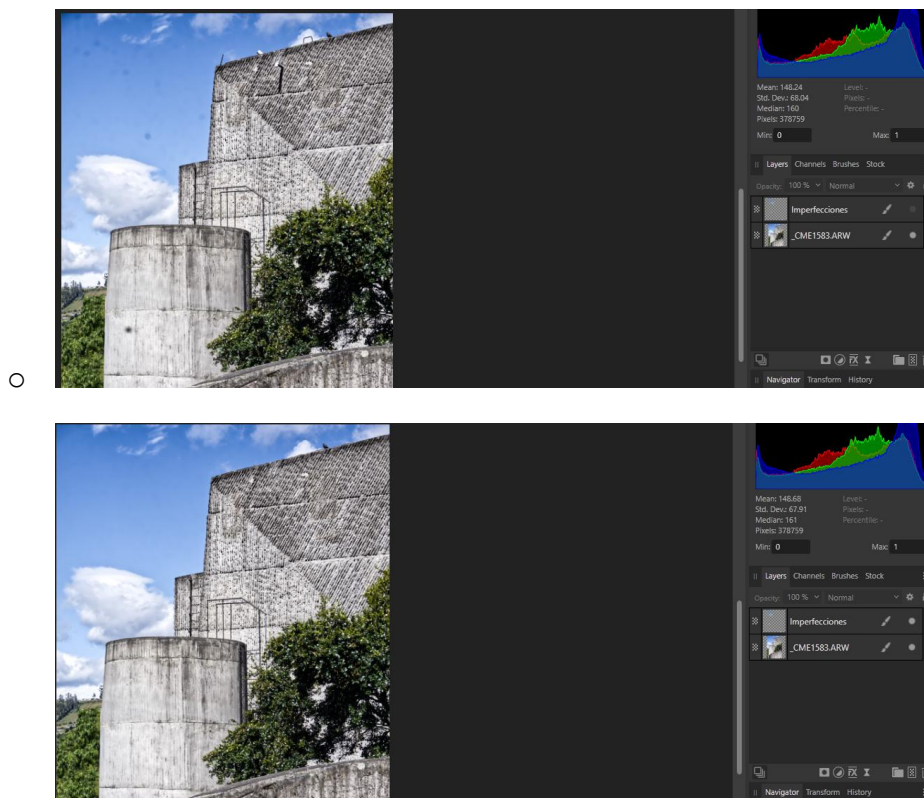 Mean: 148.24 Level: -
Std. Dev.: 68.04 Pixels: -
Median: 160 Percentile: -
Pixels: 378759
Min: 0 Max: 1
Layers Channels Brushes Stock
Opacity: 100 % Normal
Imperfecciones
_CME1583.ARW
FX
Navigator Transform History
Mean: 148.68 Level: -
Std. Dev.: 67.91 Pixels: -
Median: 161 Percentile: -
Pixels: 378759
Min: 0 Max: 1
Layers Channels Brushes Stock
Opacity: 100 % Normal
Imperfecciones
_CME1583.ARW
FX
Navigator Transform History